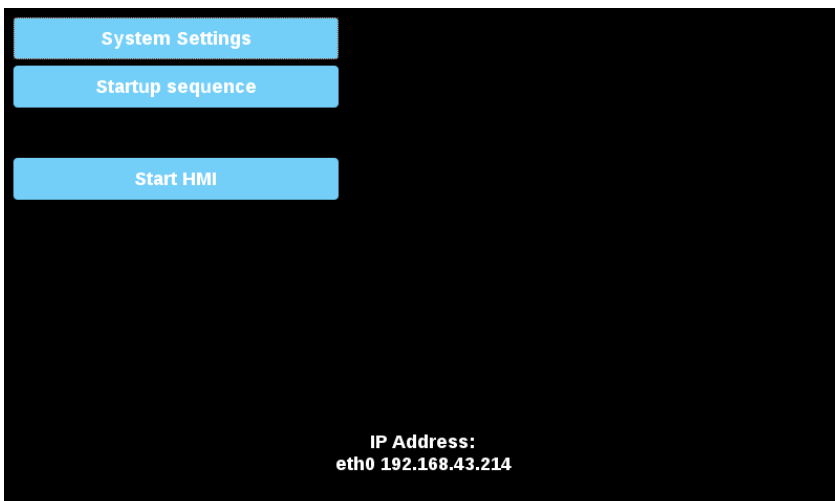 System Settings
Startup sequence
Start HMI
IP Address:
eth0 192.168.43.214